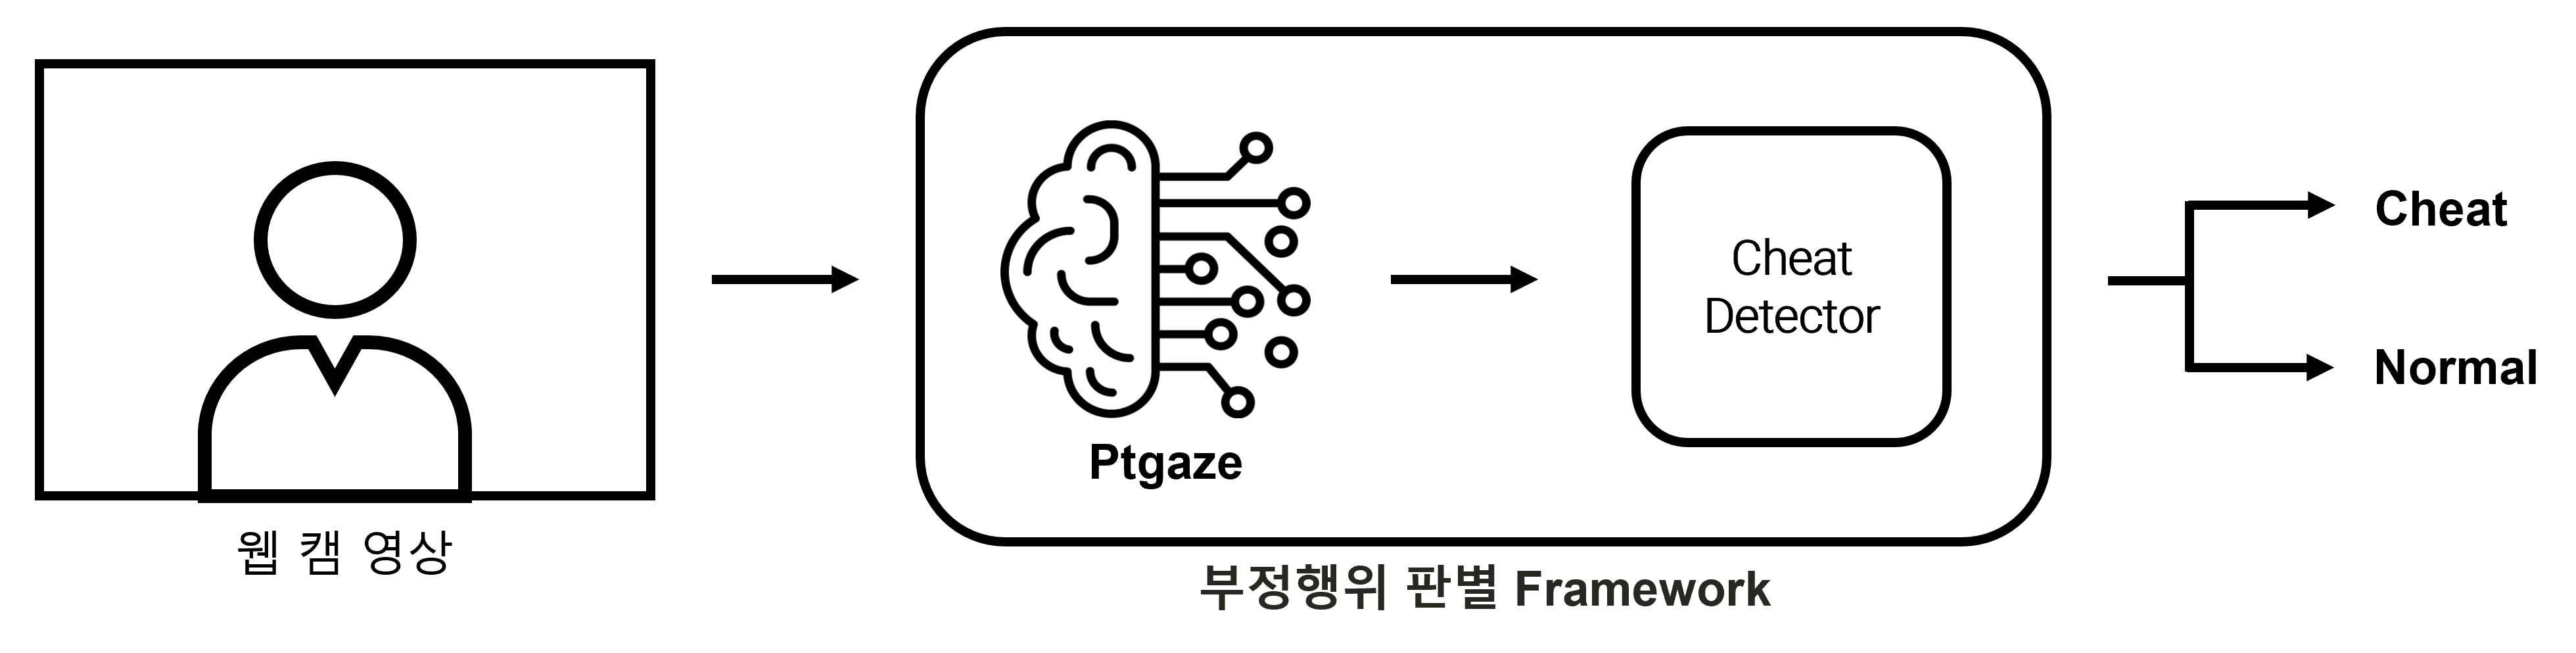 웹 캠 영상
Ptgaze
Cheat
Detector
부정행위 판별 Framework
Cheat
Normal